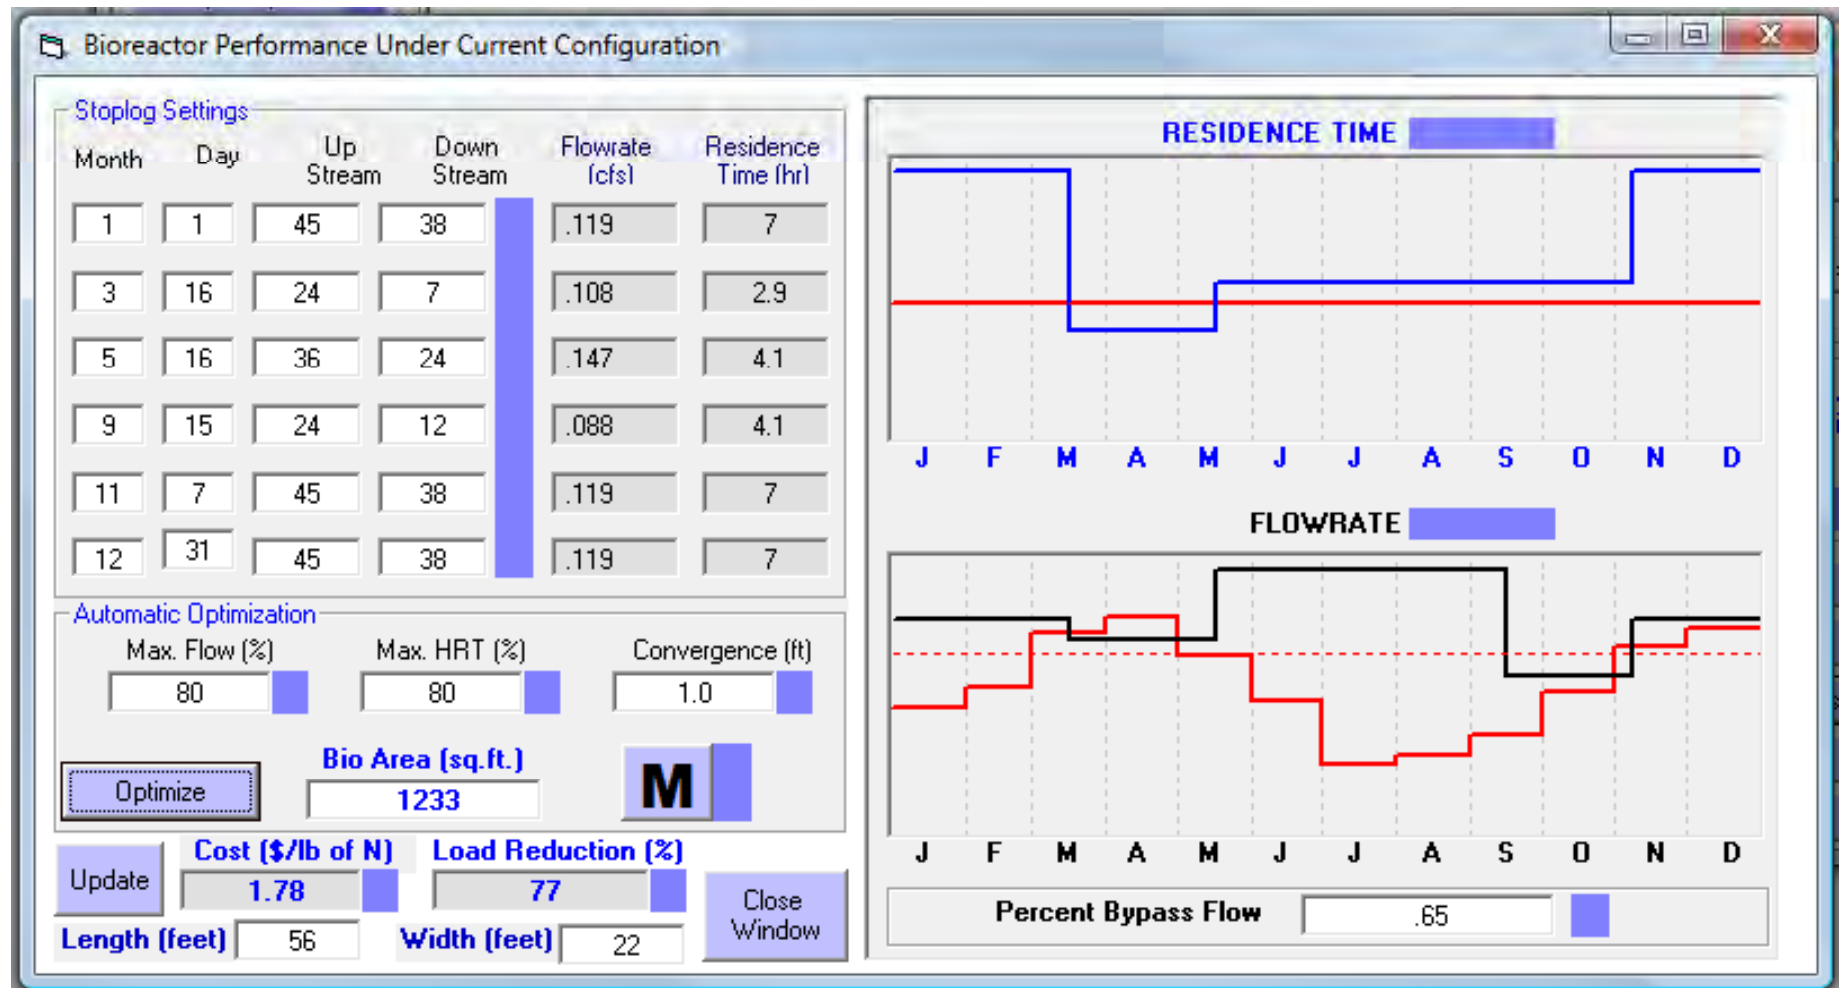 Bioreactor Performance Under Current Configuration
Stoplog Settings
Month Day Up Stream Down Stream Flowrate (cfs) Residence Time (hr)
1 1 45 38 .119 7
3 16 24 7 .108 2.9
5 16 36 24 .147 4.1
9 15 24 12 .088 4.1
11 7 45 38 .119 7
12 31 45 38 .119 7
Automatic Optimization
Max. Flow (%) Max. HRT (%) Convergence (ft)
80 80 1.0
Optimize
Bio Area (sq.ft.)
1233
M
Update
Cost ($/lb of N) Load Reduction (%)
1.78 77
Length (feet) 56 Width (feet) 22
Close
Window
RESIDENCE TIME
J F M A M J J A S O N D
FLOWRATE
J F M A M J J A S O N D
Percent Bypass Flow .65